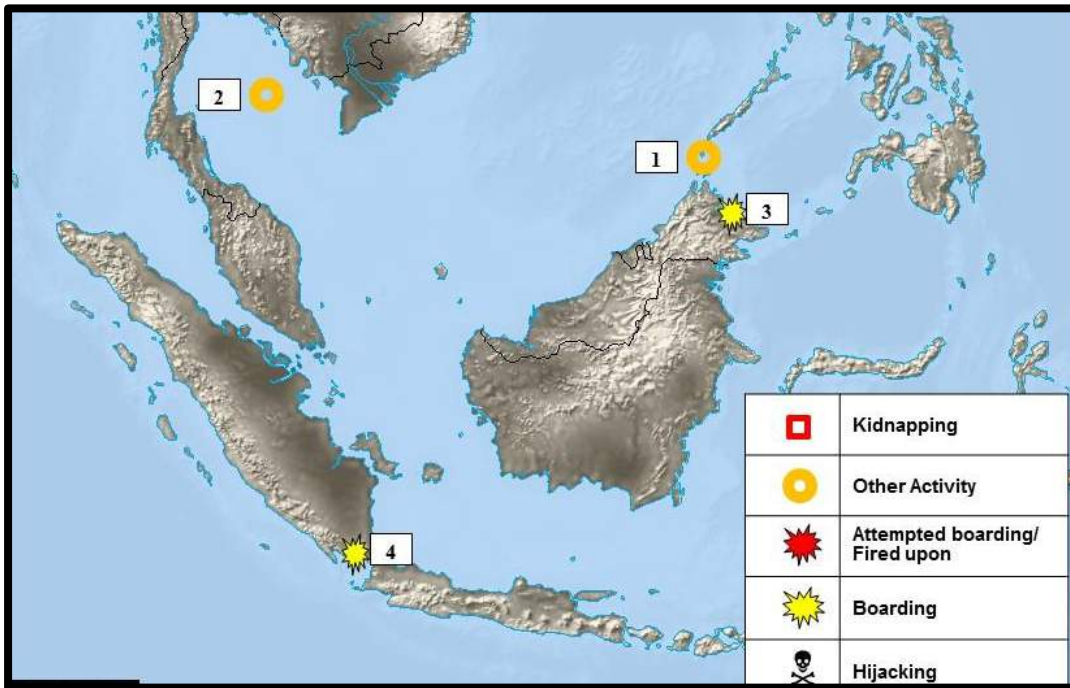 2
1
3
4
Kidnapping
Other Activity
Attempted boarding/
Fired upon
Boarding
Hijacking